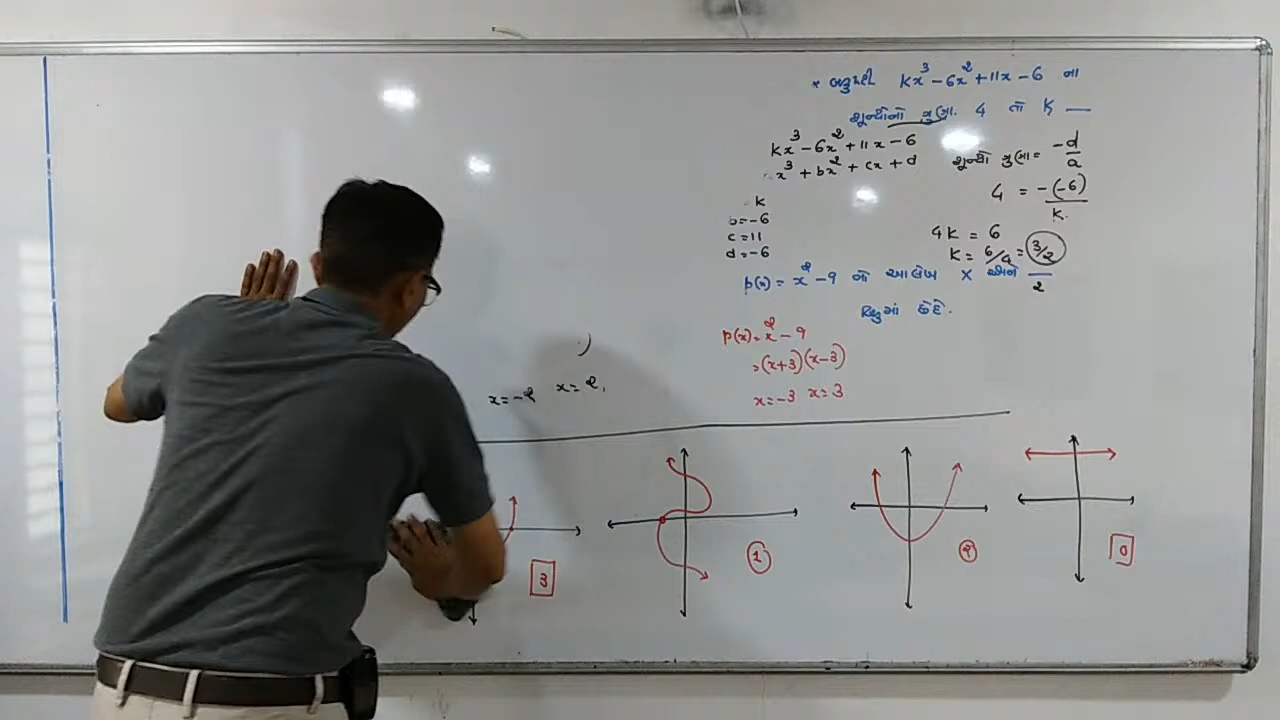 * બહુપદી kx³ - 6x² + 11x - 6 ના
શૂન્યોનો ગુણા. 4 તો k —
kx³ - 6x² + 11x - 6
x³ + bx² + cx + d
શૂન્યો ગુણા = -d/a
4 = -(-6)/k
k
= -6
c = 11
d = -6
4k = 6
k = 6/4 = 3/2
p(x) = x² - 9 નો આલેખ X અક્ષને 2
બિંદુમાં છેદે.
p(x) = x² - 9
= (x+3)(x-3)
x = -3 x = 3
)
x = -2 x = 2,
3
1
૨
0